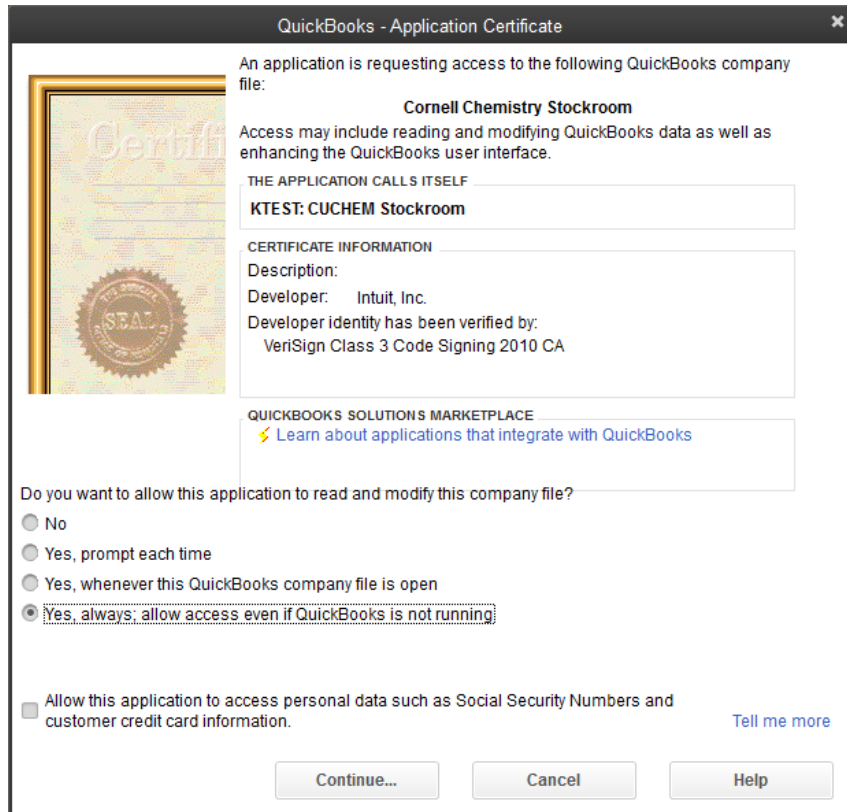 QuickBooks - Application Certificate
An application is requesting access to the following QuickBooks company
file:
Cornell Chemistry Stockroom
Access may include reading and modifying QuickBooks data as well as
enhancing the QuickBooks user interface.
THE APPLICATION CALLS ITSELF
KTEST: CUCHEM Stockroom
CERTIFICATE INFORMATION
Description:
Developer: Intuit, Inc.
Developer identity has been verified by:
VeriSign Class 3 Code Signing 2010 CA
Certifi
SEAL
QUICKBOOKS SOLUTIONS MARKETPLACE
Learn about applications that integrate with QuickBooks
Do you want to allow this application to read and modify this company file?
No
Yes, prompt each time
Yes, whenever this QuickBooks company file is open
Yes, always; allow access even if QuickBooks is not running
Allow this application to access personal data such as Social Security Numbers and
customer credit card information.
Tell me more
Continue...
Cancel
Help